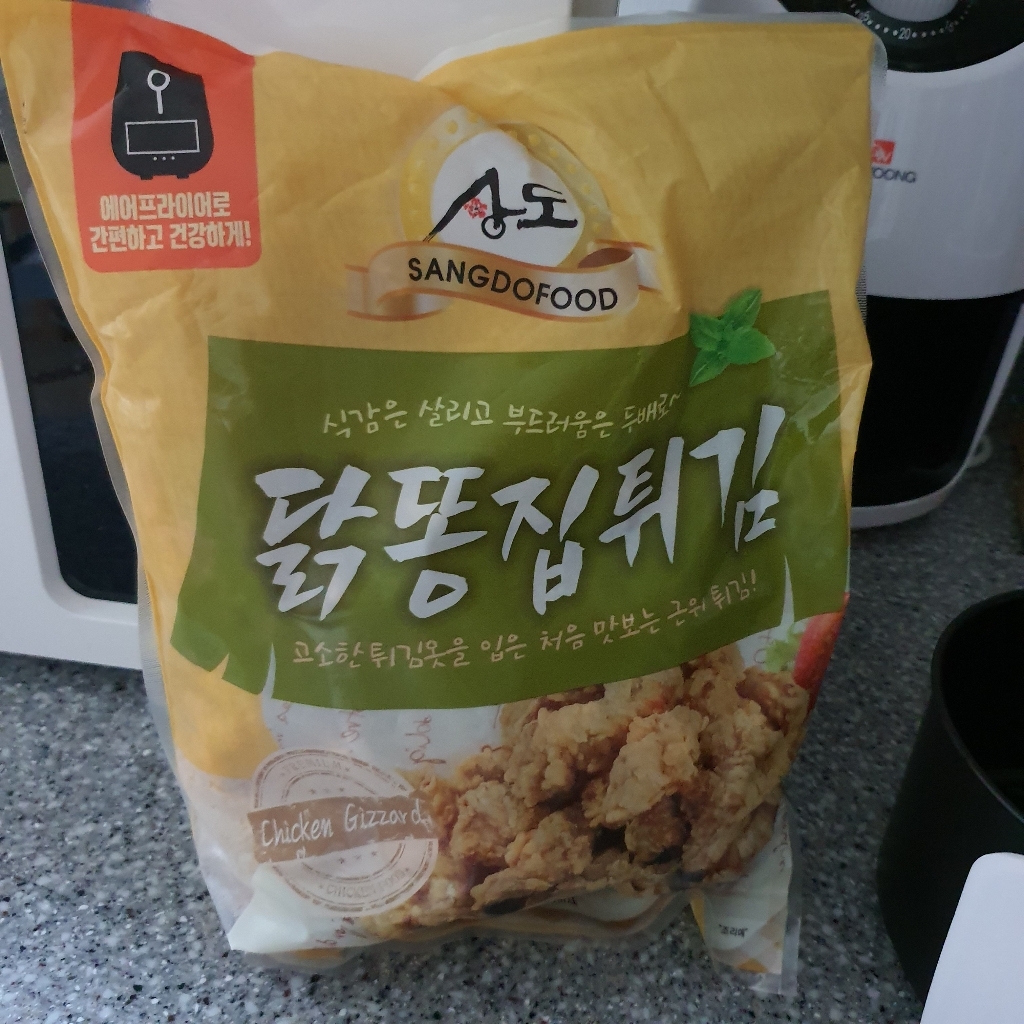 20
에어프라이어로
간편하고 건강하게!
상도
SANGDOFOOD
식감은 살리고 부드러움은 두배로~
닭똥집튀김
고소한 튀김옷을 입은 처음 맛보는 근위 튀김!
Chicken Gizzard